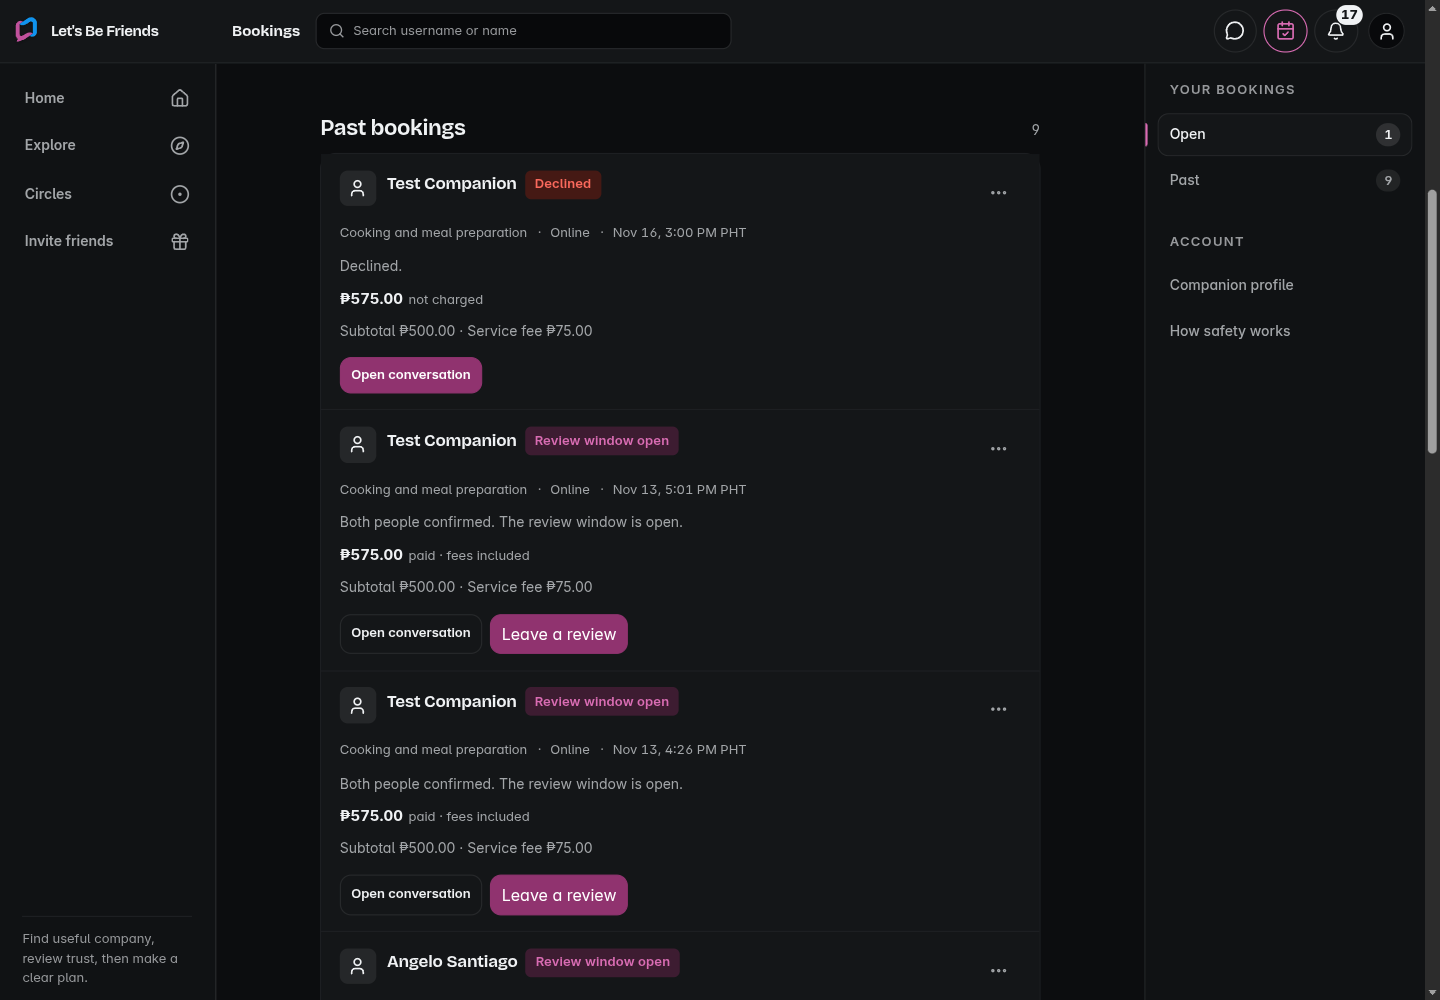 Let's Be Friends
Bookings
Search username or name
17
Home
Explore
Circles
Invite friends
Find useful company,
review trust, then make a
clear plan.
Past bookings
9
Test Companion
Declined
Cooking and meal preparation · Online · Nov 16, 3:00 PM PHT
Declined.
₱575.00 not charged
Subtotal ₱500.00 · Service fee ₱75.00
Open conversation
Test Companion
Review window open
Cooking and meal preparation · Online · Nov 13, 5:01 PM PHT
Both people confirmed. The review window is open.
₱575.00 paid · fees included
Subtotal ₱500.00 · Service fee ₱75.00
Open conversation
Leave a review
Test Companion
Review window open
Cooking and meal preparation · Online · Nov 13, 4:26 PM PHT
Both people confirmed. The review window is open.
₱575.00 paid · fees included
Subtotal ₱500.00 · Service fee ₱75.00
Open conversation
Leave a review
Angelo Santiago
Review window open
YOUR BOOKINGS
Open
1
Past
9
ACCOUNT
Companion profile
How safety works